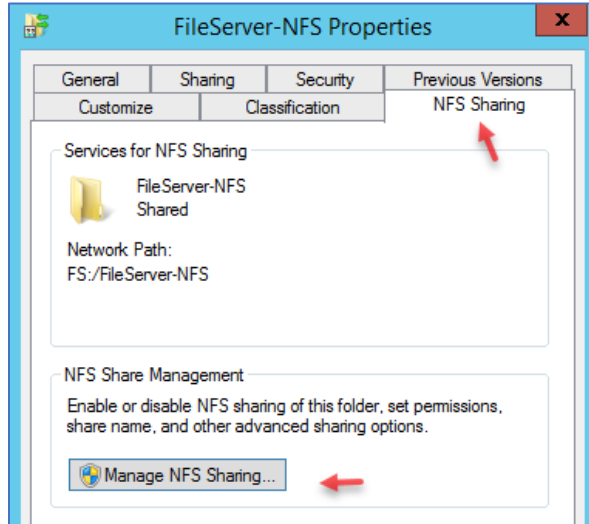 FileServer-NFS Properties
x
General Sharing Security Previous Versions
Customize Classification NFS Sharing
Services for NFS Sharing
FileServer-NFS
Shared
Network Path:
FS:/FileServer-NFS
NFS Share Management
Enable or disable NFS sharing of this folder, set permissions,
share name, and other advanced sharing options.
Manage NFS Sharing...